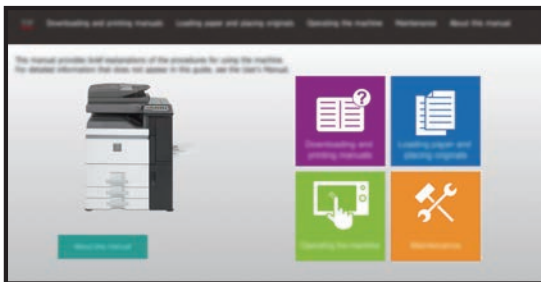 Downloading and printing manuals Loading paper and placing originals Operating the machine Maintenance About this manual
This manual provides brief explanations of the procedures for using the machine.
For detailed information that does not appear in this guide, see the User's Manual.
?
Downloading and
printing manuals
Loading paper and
placing originals
Operating the machine
Maintenance
About this manual